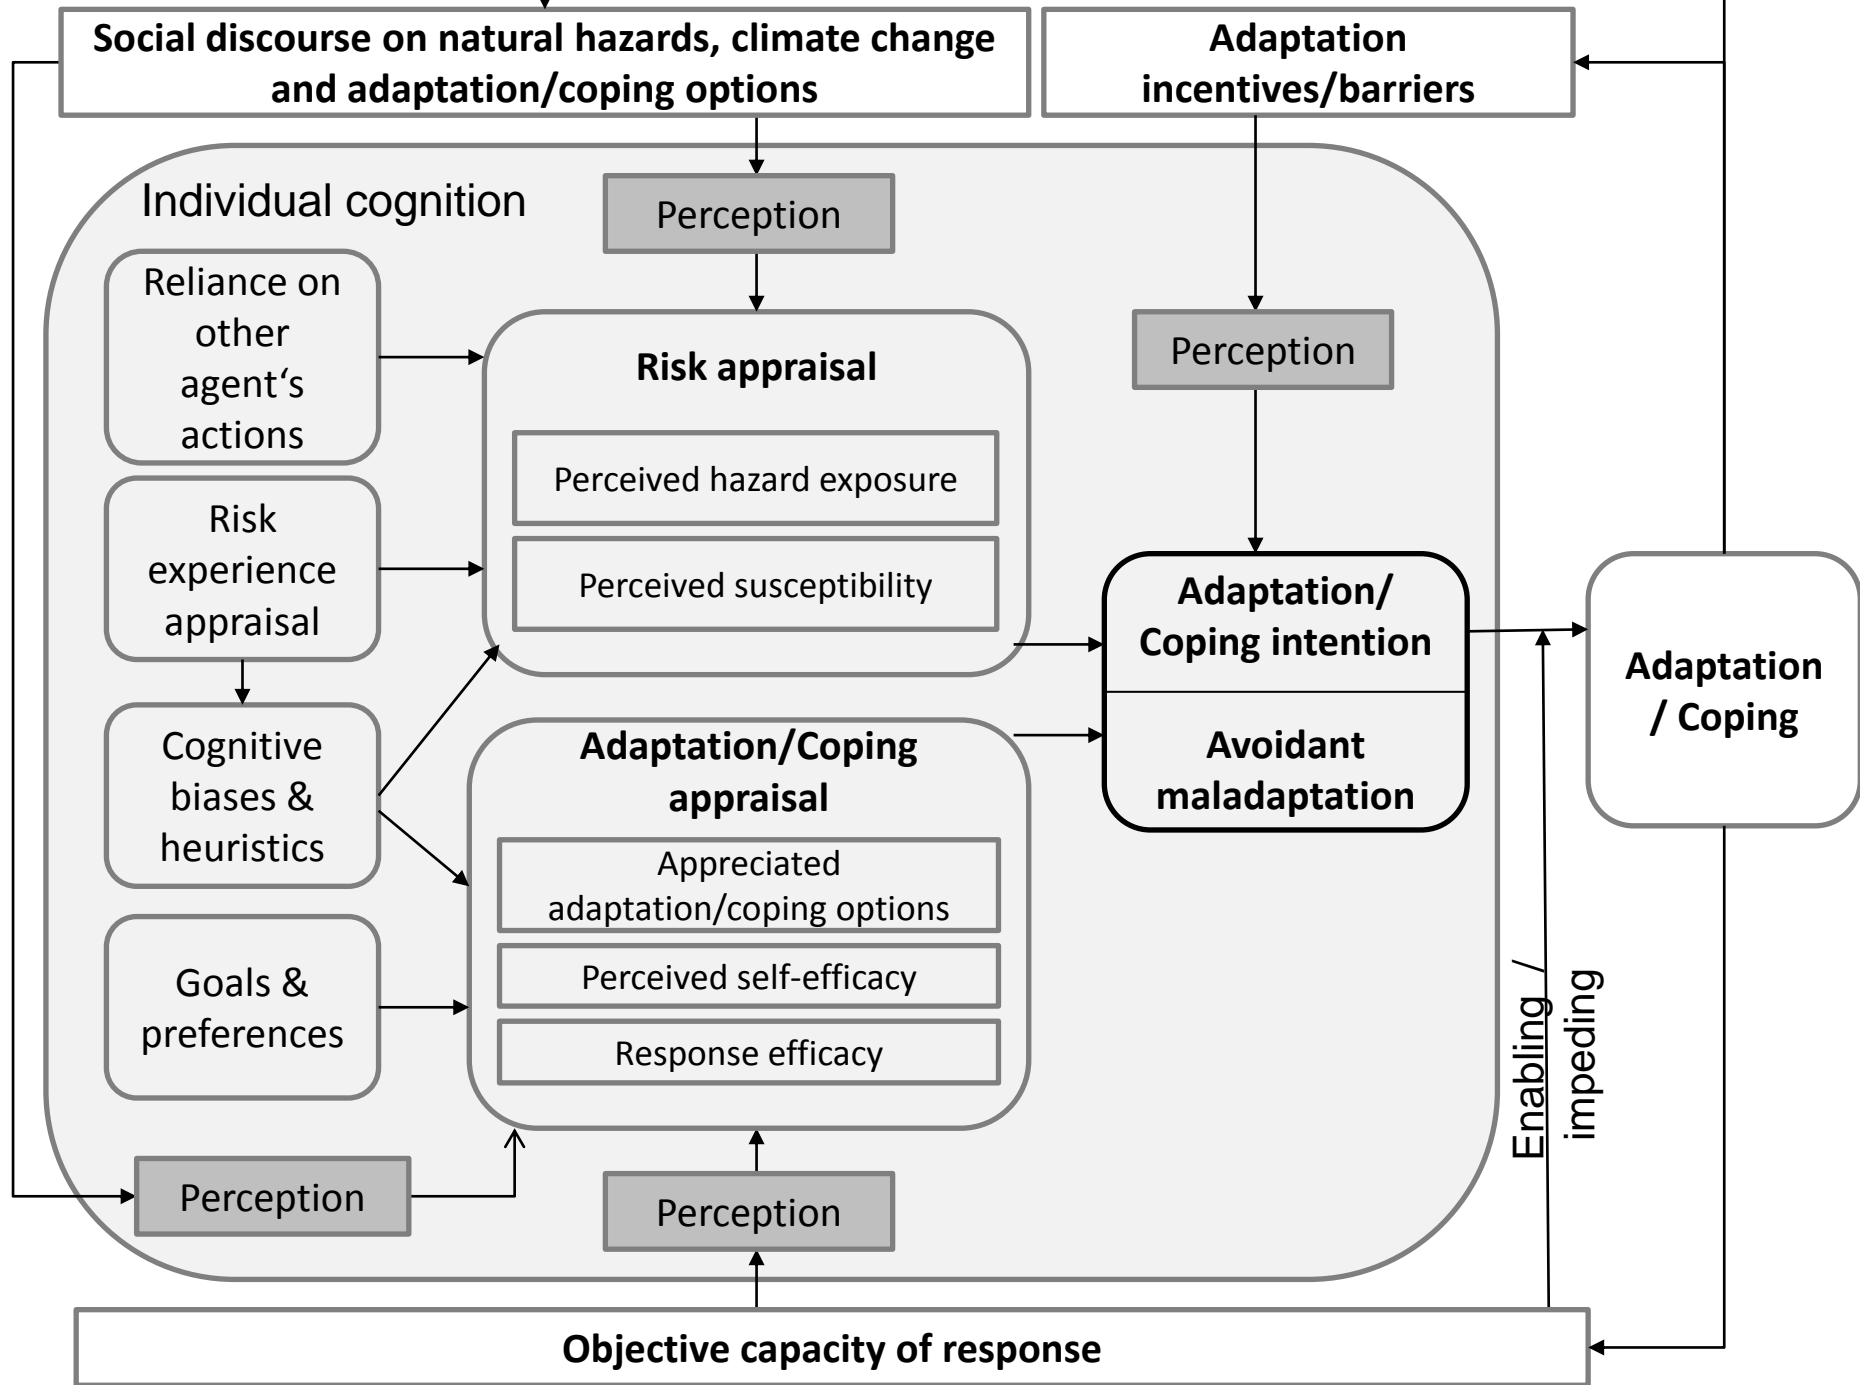 Social discourse on natural hazards, climate change
and adaptation/coping options
Adaptation
incentives/barriers
Individual cognition
Perception
Reliance on
other
agent‘s
actions
Risk appraisal
Perception
Perceived hazard exposure
Risk
experience
appraisal
Perceived susceptibility
Adaptation/
Coping intention
Avoidant
maladaptation
Adaptation
/ Coping
Cognitive
biases &
heuristics
Adaptation/Coping
appraisal
Appreciated
adaptation/coping options
Perceived self-efficacy
Response efficacy
Goals &
preferences
Enabling /
impeding
Perception
Perception
Objective capacity of response